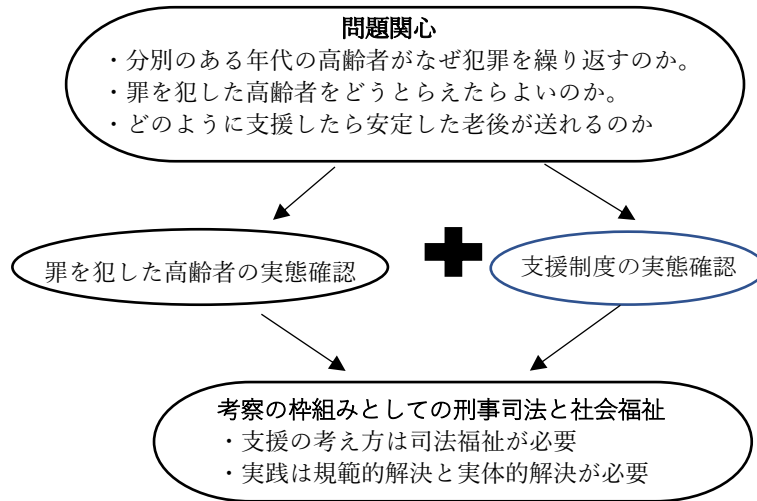 問題関心
・分別のある年代の高齢者がなぜ犯罪を繰り返すのか。
・罪を犯した高齢者をどうとらえたらよいのか。
・どのように支援したら安定した老後が送れるのか
罪を犯した高齢者の実態確認
支援制度の実態確認
考察の枠組みとしての刑事司法と社会福祉
・支援の考え方は司法福祉が必要
・実践は規範的解決と実体的解決が必要